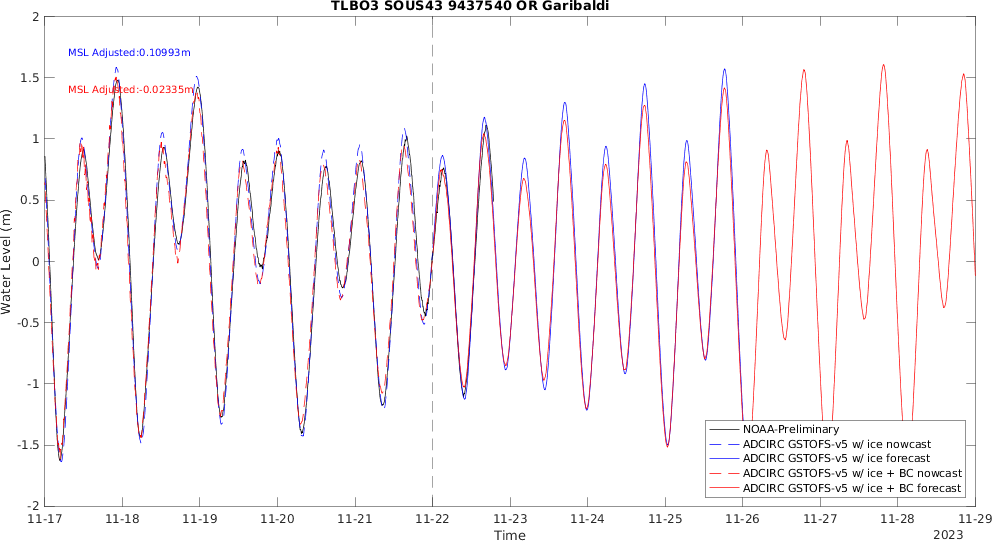 TLBO3 SOUS43 9437540 OR Garibaldi
MSL Adjusted:0.10993m
MSL Adjusted:-0.02335m
Water Level (m)
2
1.5
1
0.5
0
-0.5
-1
-1.5
-2
NOAA-Preliminary
ADCIRC GSTOFS-v5 w/ ice nowcast
ADCIRC GSTOFS-v5 w/ ice forecast
ADCIRC GSTOFS-v5 w/ ice + BC nowcast
ADCIRC GSTOFS-v5 w/ ice + BC forecast
11-17 11-18 11-19 11-20 11-21 11-22 11-23 11-24 11-25 11-26 11-27 11-28 11-29
Time
2023